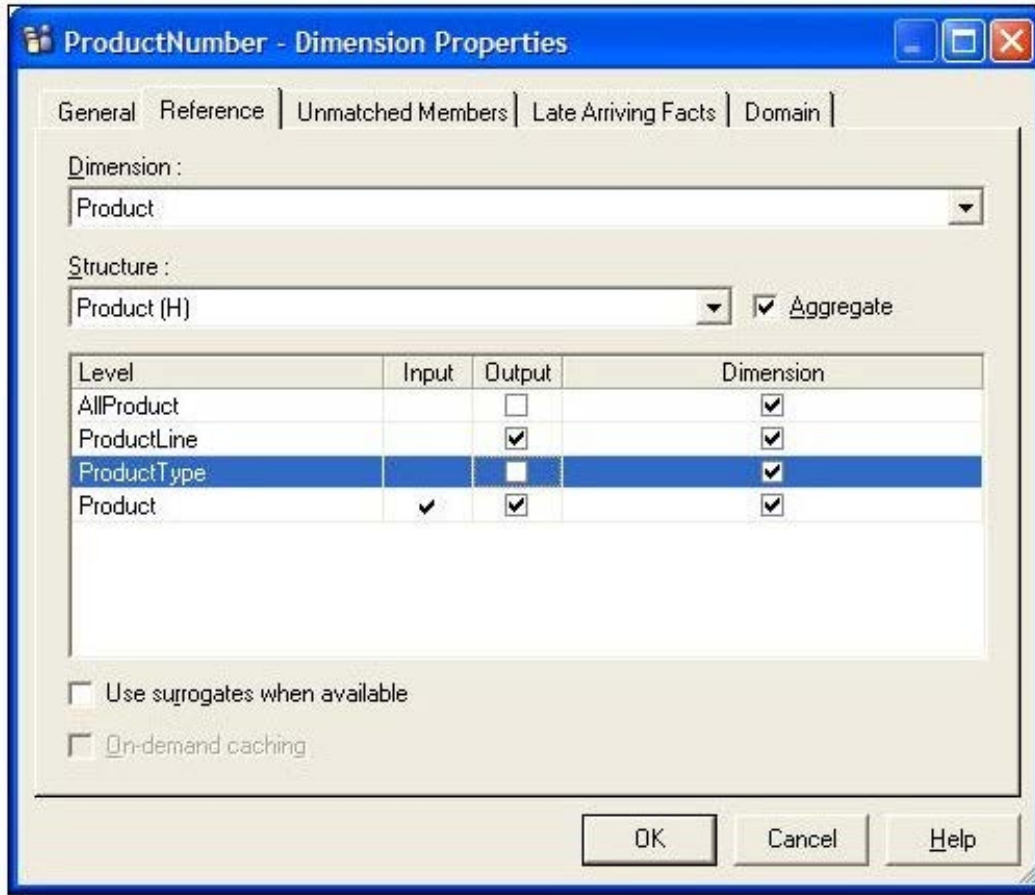 ProductNumber - Dimension Properties
General Reference Unmatched Members Late Arriving Facts Domain
Dimension :
Product
Structure :
Product (H) Aggregate
Level Input Output Dimension
AllProduct
ProductLine
ProductType
Product
Use surrogates when available
On-demand caching
OK Cancel Help